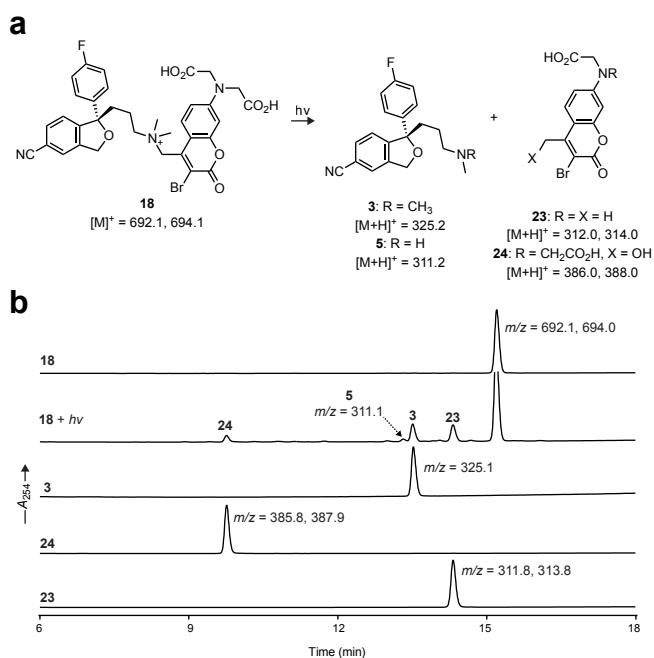 a
F
HO₂C
N
CO₂H
O
N⁺
CN
Br
O
O
18
[M]⁺ = 692.1, 694.1
hν
F
O
NR
CN
3: R = CH₃
[M+H]⁺ = 325.2
5: R = H
[M+H]⁺ = 311.2
+
HO₂C
NR
X
Br
O
O
23: R = X = H
[M+H]⁺ = 312.0, 314.0
24: R = CH₂CO₂H, X = OH
[M+H]⁺ = 386.0, 388.0
b
18
m/z = 692.1, 694.0
18 + hv
24
5
m/z = 311.1
3
23
3
m/z = 325.1
24
m/z = 385.8, 387.9
23
m/z = 311.8, 313.8
A₂₅₄
6 9 12 15 18
Time (min)